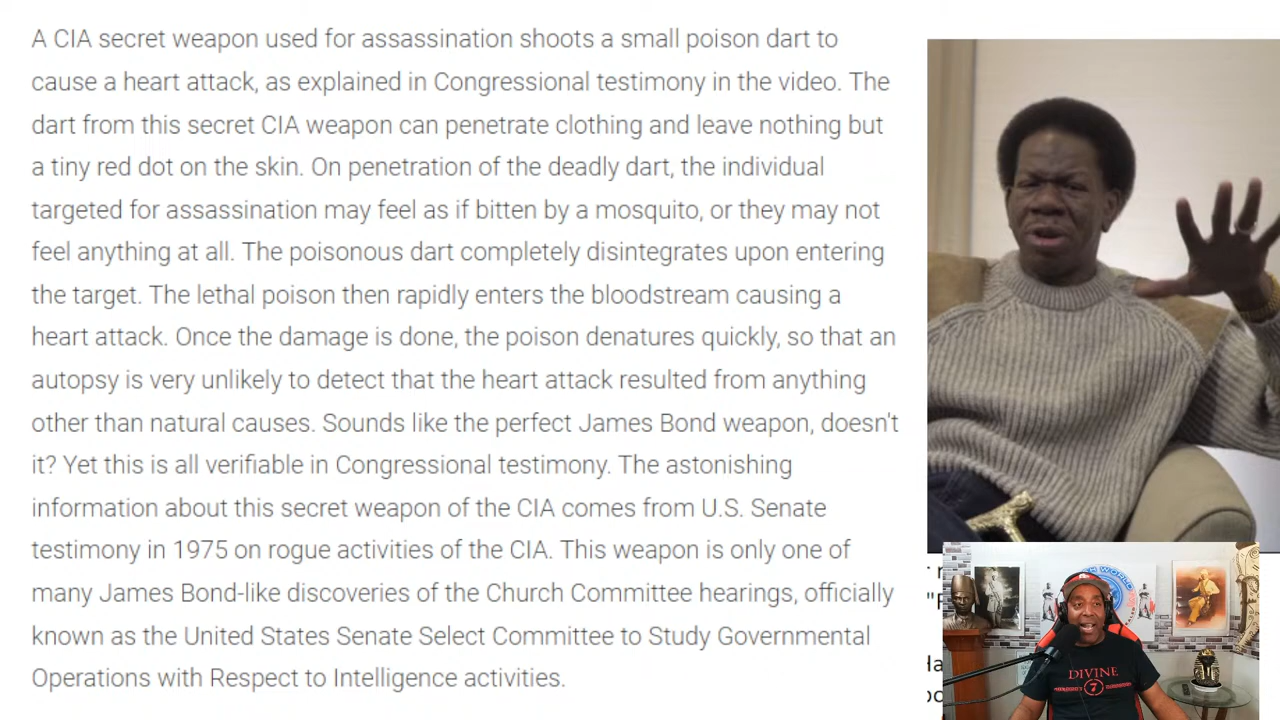 A CIA secret weapon used for assassination shoots a small poison dart to
cause a heart attack, as explained in Congressional testimony in the video. The
dart from this secret CIA weapon can penetrate clothing and leave nothing but
a tiny red dot on the skin. On penetration of the deadly dart, the individual
targeted for assassination may feel as if bitten by a mosquito, or they may not
feel anything at all. The poisonous dart completely disintegrates upon entering
the target. The lethal poison then rapidly enters the bloodstream causing a
heart attack. Once the damage is done, the poison denatures quickly, so that an
autopsy is very unlikely to detect that the heart attack resulted from anything
other than natural causes. Sounds like the perfect James Bond weapon, doesn't
it? Yet this is all verifiable in Congressional testimony. The astonishing
information about this secret weapon of the CIA comes from U.S. Senate
testimony in 1975 on rogue activities of the CIA. This weapon is only one of
many James Bond-like discoveries of the Church Committee hearings, officially
known as the United States Senate Select Committee to Study Governmental
Operations with Respect to Intelligence activities.
WORLD
DIVINE
7